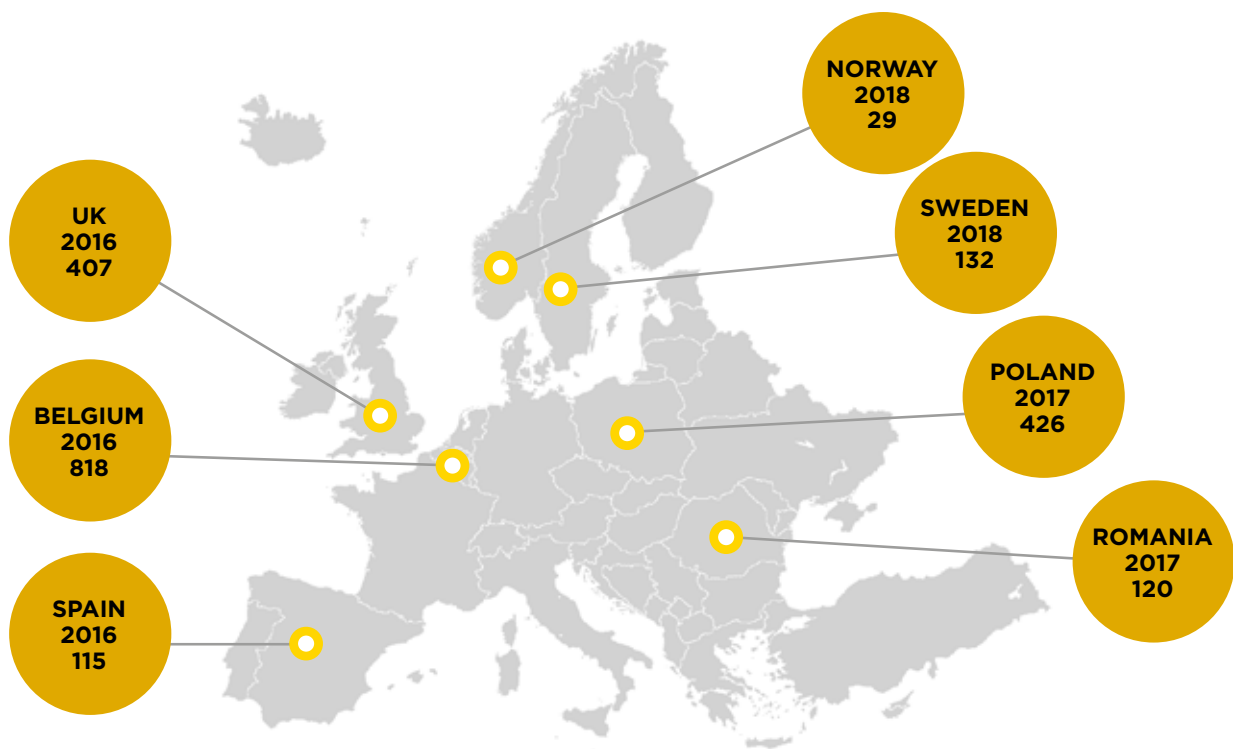 NORWAY
2018
29
SWEDEN
2018
132
UK
2016
407
POLAND
2017
426
BELGIUM
2016
818
ROMANIA
2017
120
SPAIN
2016
115